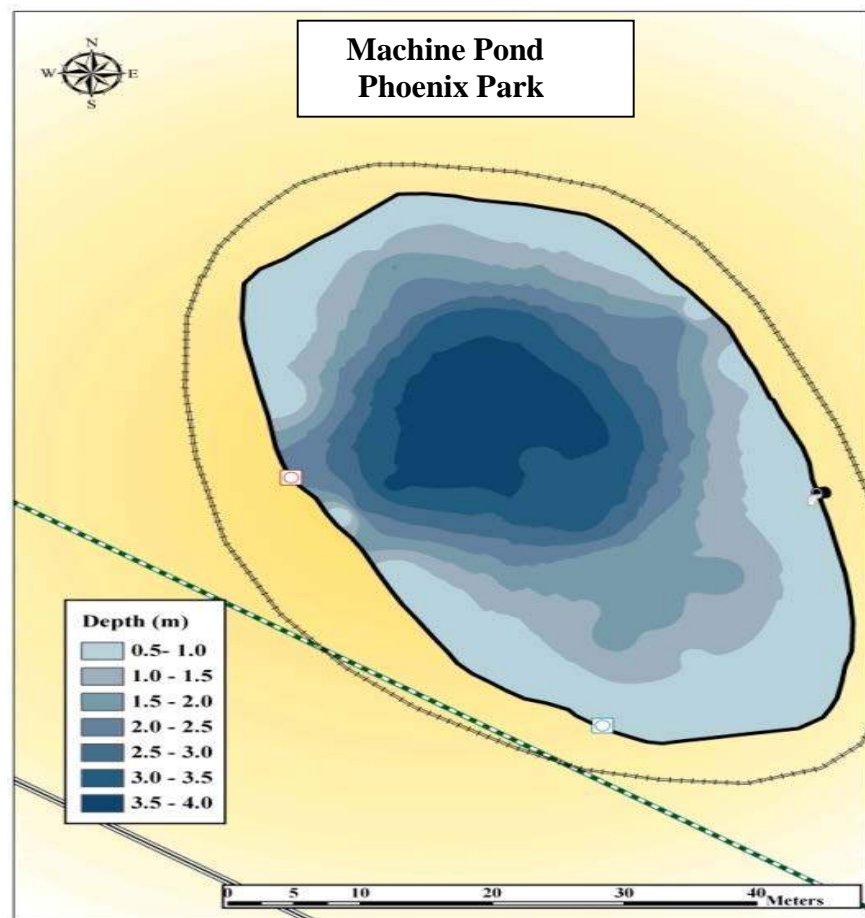 Machine Pond
Phoenix Park
N
W E
S
Depth (m)
0.5- 1.0
1.0 - 1.5
1.5 - 2.0
2.0 - 2.5
2.5 - 3.0
3.0 - 3.5
3.5 - 4.0
0 5 10 20 30 40
Meters